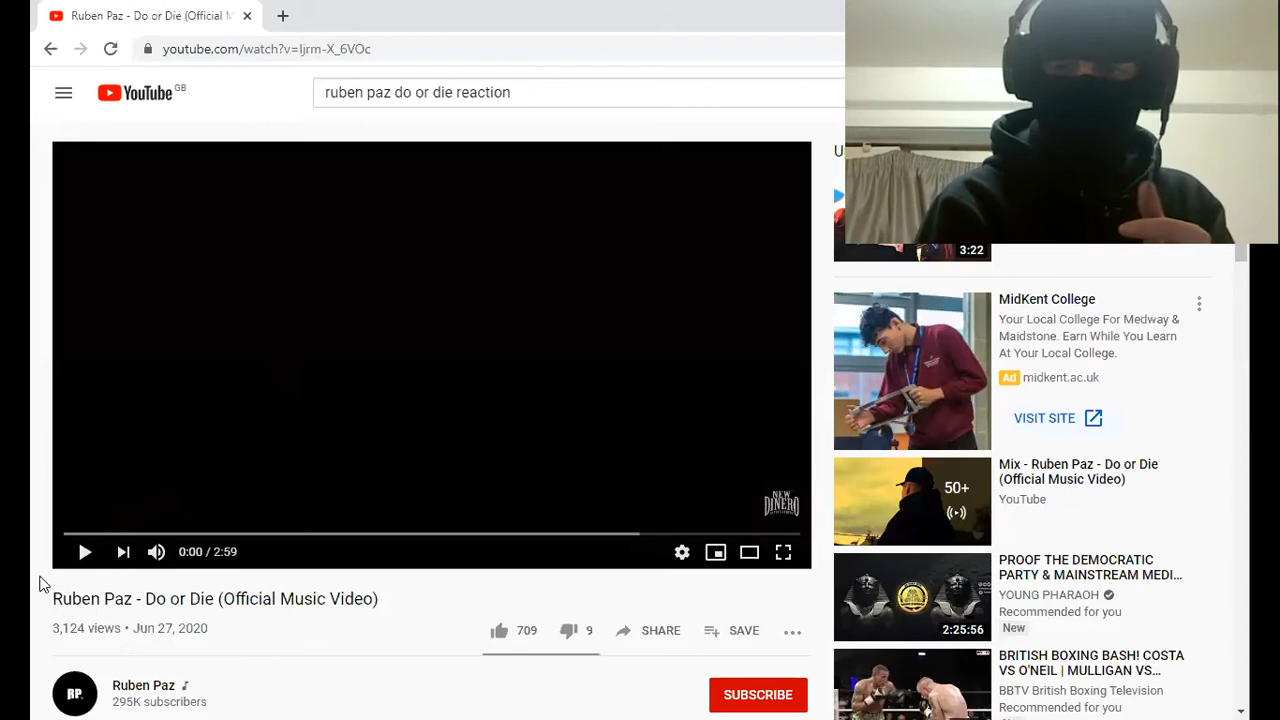 Ruben Paz - Do or Die (Official M
youtube.com/watch?v=ljrm-X_6VOc
YouTube GB
ruben paz do or die reaction
U
3:22
NEW DINERO
0:00 / 2:59
Ruben Paz - Do or Die (Official Music Video)
3,124 views • Jun 27, 2020
709
9
SHARE
SAVE
RP.
Ruben Paz
295K subscribers
SUBSCRIBE
MidKent College
Your Local College For Medway &
Maidstone. Earn While You Learn
At Your Local College.
Ad midkent.ac.uk
VISIT SITE
50+
Mix - Ruben Paz - Do or Die
(Official Music Video)
YouTube
2:25:56
PROOF THE DEMOCRATIC
PARTY & MAINSTREAM MEDI...
YOUNG PHARAOH
Recommended for you
New
BRITISH BOXING BASH! COSTA
VS O'NEIL | MULLIGAN VS...
BBTV British Boxing Television
Recommended for you